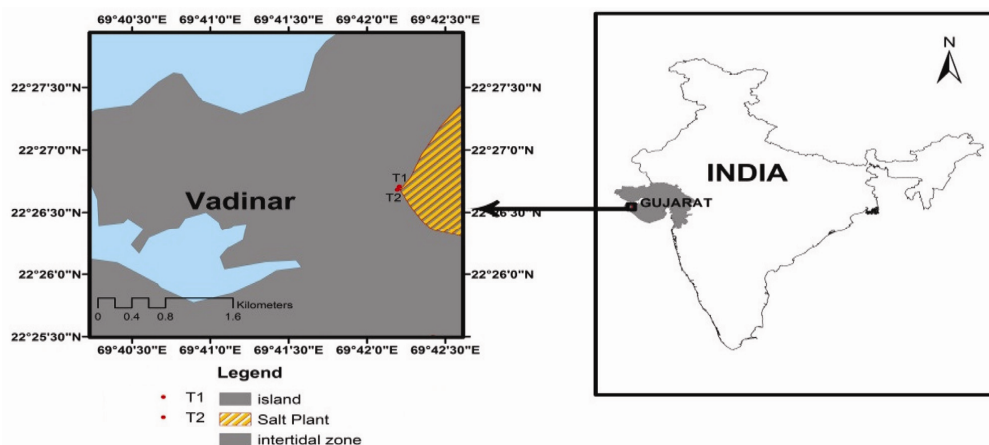 69°40'30"E 69°41'0"E 69°41'30"E 69°42'0"E 69°42'30"E
N
22°27'30"N 22°27'30"N
22°27'0"N 22°27'0"N
INDIA
T1
Vadinar T2
GUJARAT
22°26'30"N 22°26'30"N
22°26'0"N 22°26'0"N
Kilometers
0 0.4 0.8 1.6
22°25'30"N 22°25'30"N
69°40'30"E 69°41'0"E 69°41'30"E 69°42'0"E 69°42'30"E
Legend
T1 island
T2 Salt Plant
intertidal zone